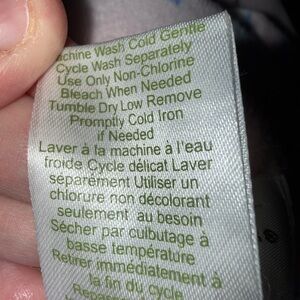 Machine Wash Cold Gentle
Cycle Wash Separately
Use Only Non-Chlorine
Bleach When Needed
Tumble Dry Low Remove
Promptly Cold Iron
if Needed
Laver à la machine à l'eau
froide Cycle délicat Laver
séparément Utiliser un
chlorure non décolorant
seulement au besoin
Sécher par culbutage à
basse température
Retirer immédiatement à
la fin du cycle